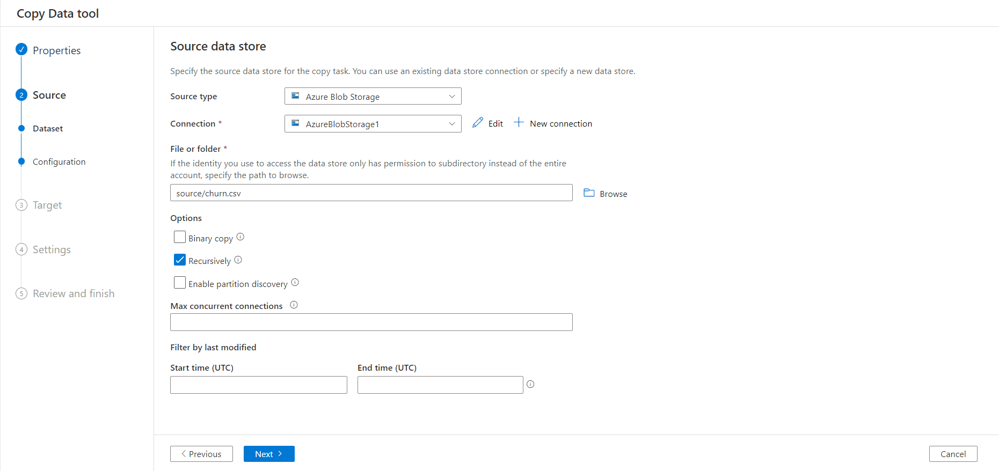 Copy Data tool
Properties
2 Source
Dataset
Configuration
3 Target
4 Settings
5 Review and finish
Source data store
Specify the source data store for the copy task. You can use an existing data store connection or specify a new data store.
Source type Azure Blob Storage
Connection * AzureBlobStorage1 Edit New connection
File or folder *
If the identity you use to access the data store only has permission to subdirectory instead of the entire
account, specify the path to browse.
source/churn.csv Browse
Options
Binary copy
Recursively
Enable partition discovery
Max concurrent connections
Filter by last modified
Start time (UTC) End time (UTC)
Previous Next Cancel